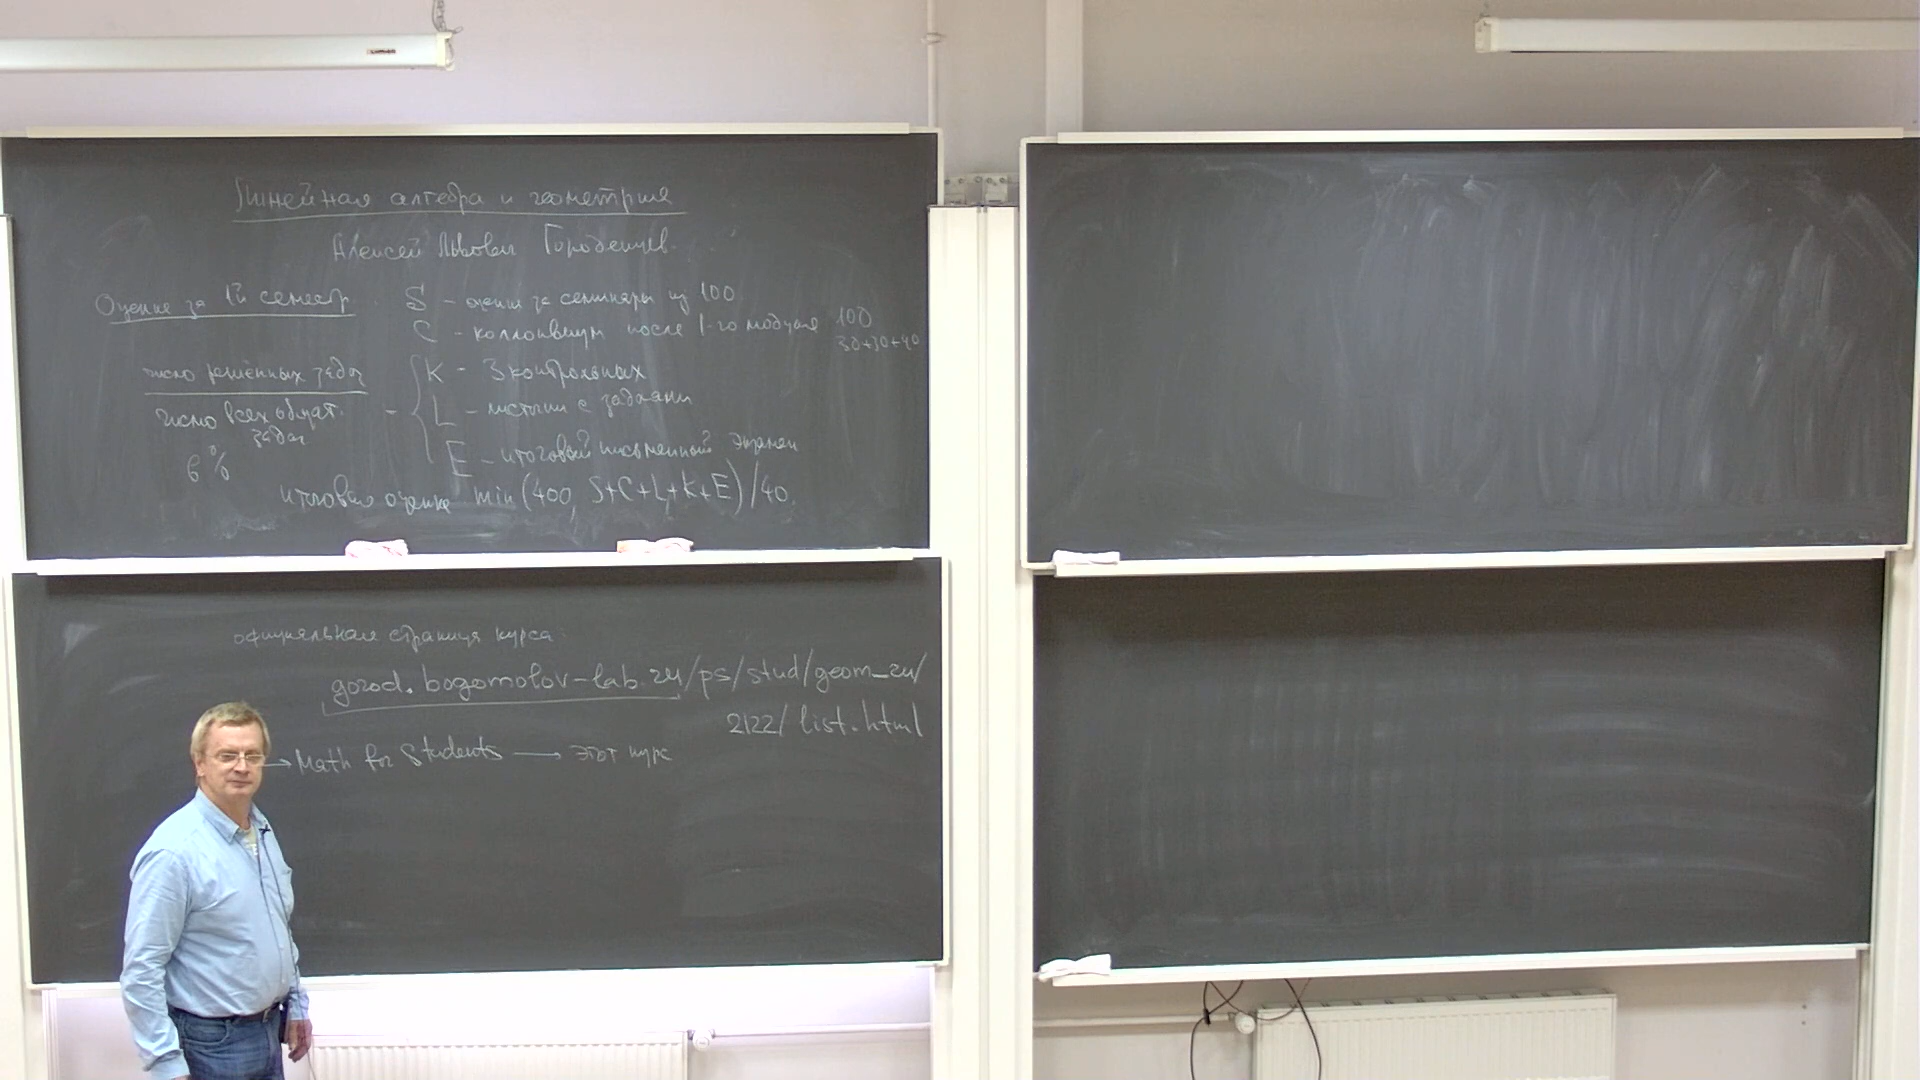 Линейная алгебра и геометрия
Алексей Львович Городенцев.
Оценка за 1й семестр
S - оценка за семинары из 100
C - коллоквиум после 1-го модуля 100
30+30+40
число решённых задач
число всех обязат. задач
в %
K - 3 контрольных
L - листочки с задачами
E - итоговый письменный экзамен
итоговая оценка min(400, S+C+L+K+E)/40.
официальная страница курса:
gorod.bogomolov-lab.ru/ps/stud/geom_ru/
2122/list.html
→ Math for Students → этот курс